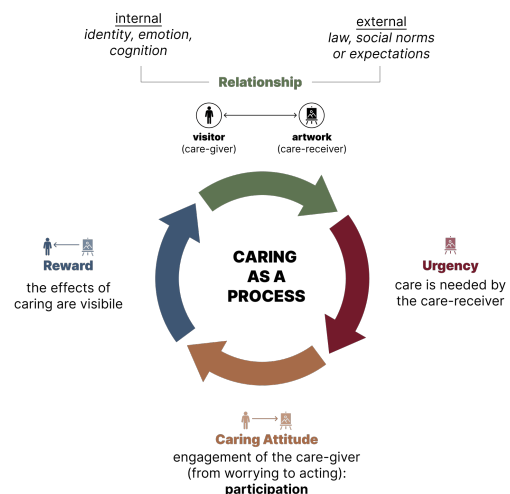 internal
identity, emotion,
cognition
external
law, social norms
or expectations
Relationship
visitor
(care-giver)
artwork
(care-receiver)
CARING
AS A
PROCESS
Reward
the effects of
caring are visibile
Urgency
care is needed by
the care-receiver
Caring Attitude
engagement of the care-giver
(from worrying to acting):
participation